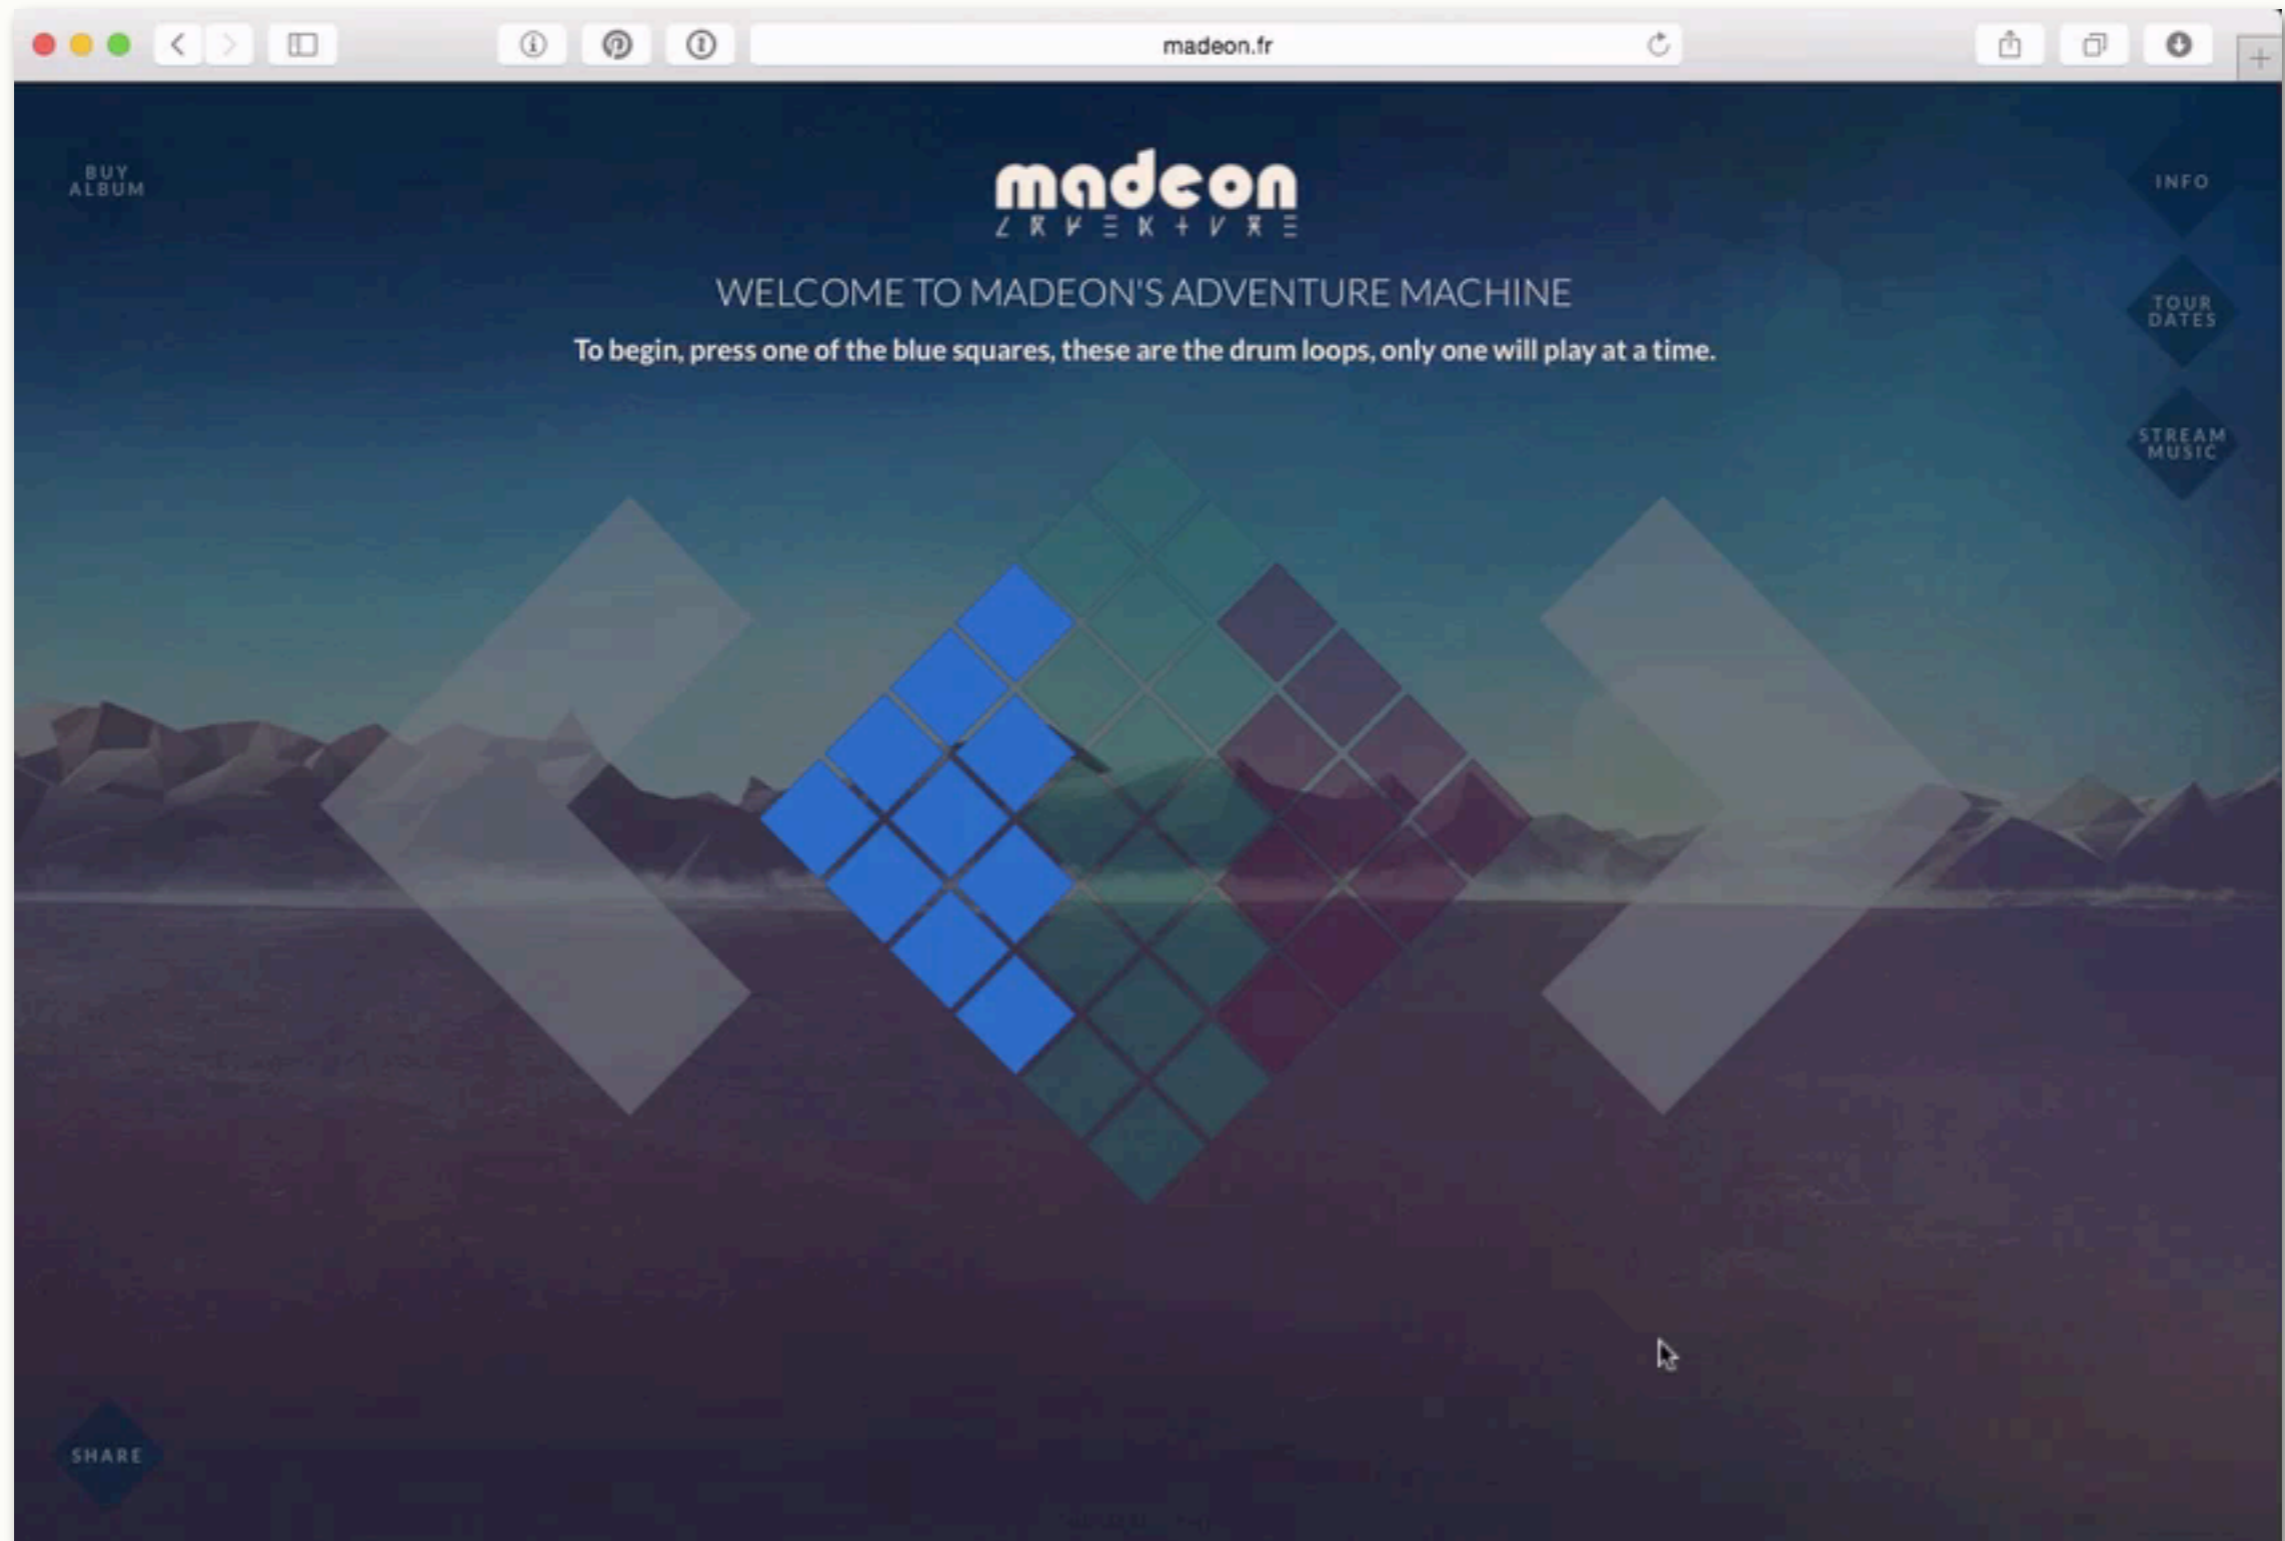 madeon.fr
BUY
ALBUM
madeon
INFO
WELCOME TO MADEON'S ADVENTURE MACHINE
To begin, press one of the blue squares, these are the drum loops, only one will play at a time.
TOUR
DATES
STREAM
MUSIC
SHARE